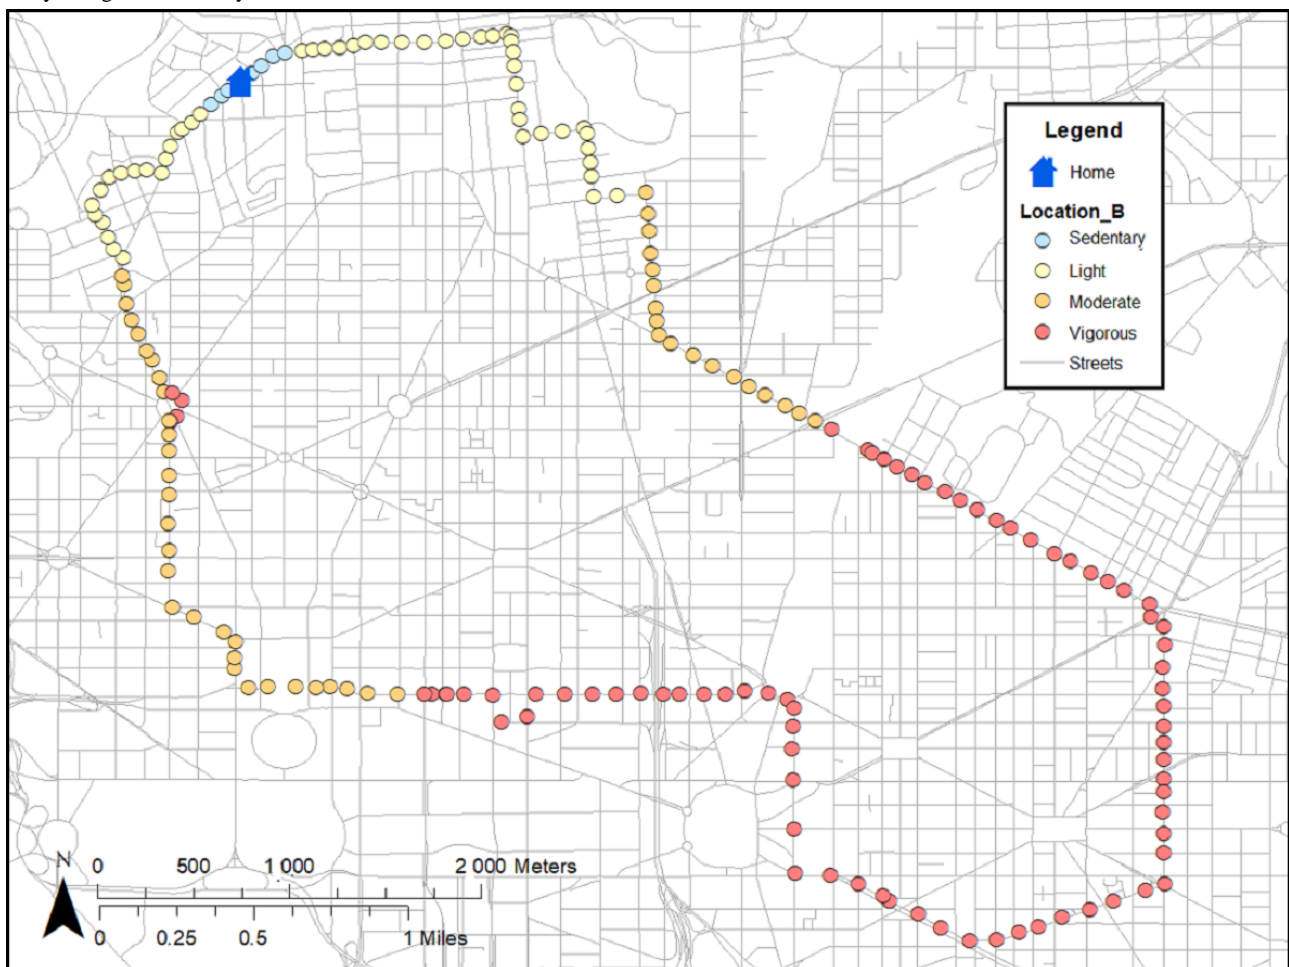 Legend
Home
Location_B
Sedentary
Light
Moderate
Vigorous
Streets
N
0 500 1 000 2 000 Meters
0 0.25 0.5 1 Miles